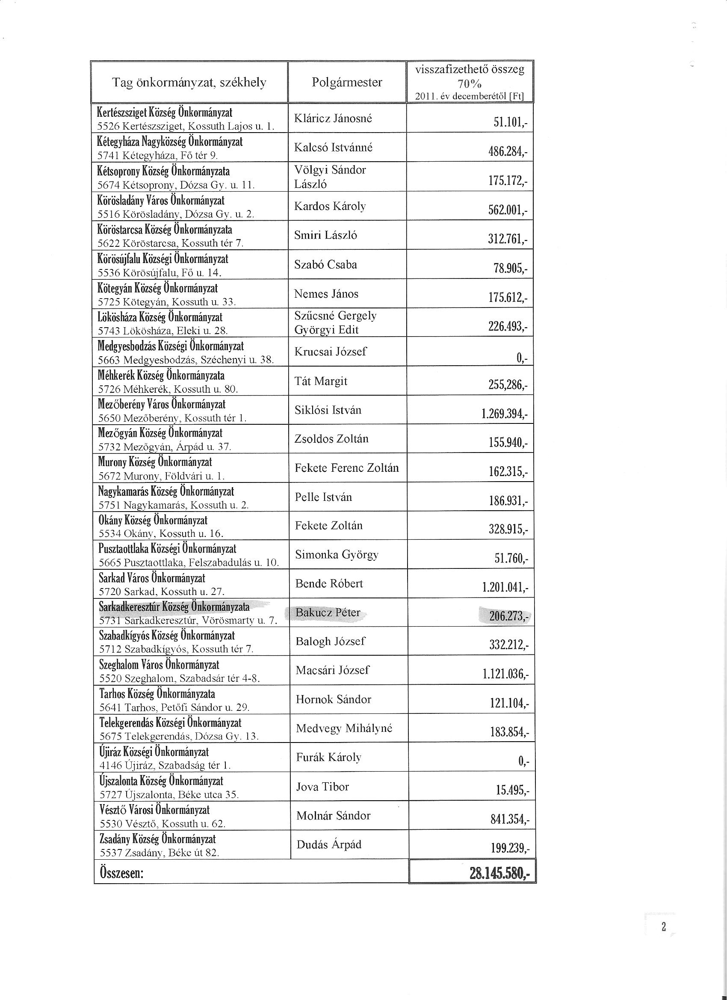 Tag önkormányzat, székhely
Polgármester
visszafizethető összeg
70%
2011. év decemberétől [Ft]
Kertészsziget Község Önkormányzat
5526 Kertészsziget, Kossuth Lajos u. 1.
Kláricz Jánosné
51.101,-
Kétegyháza Nagyközség Önkormányzat
5741 Kétegyháza, Fő tér 9.
Kalcsó Istvánné
486.284,-
Kétsoprony Község Önkormányzata
5674 Kétsoprony, Dózsa Gy. u. 11.
Völgyi Sándor
László
175.172,-
Körösladány Város Önkormányzat
5516 Körösladány, Dózsa Gy. u. 2.
Kardos Károly
562.001,-
Köröstarcsa Község Önkormányzata
5622 Köröstarcsa, Kossuth tér 7.
Smiri László
312.761,-
Körösújfalu Községi Önkormányzat
5536 Körösújfalu, Fő u. 14.
Szabó Csaba
78.905,-
Kötegyán Község Önkormányzat
5725 Kötegyán, Kossuth u. 33.
Nemes János
175.612,-
Lökösháza Község Önkormányzat
5743 Lökösháza, Eleki u. 28.
Szűcsné Gergely
Györgyi Edit
226.493,-
Medgyesbodzás Községi Önkormányzat
5663 Medgyesbodzás, Széchenyi u. 38.
Krucsai József
0,-
Méhkerék Község Önkormányzata
5726 Méhkerék, Kossuth u. 80.
Tát Margit
255,286,-
Mezőberény Város Önkormányzat
5650 Mezőberény, Kossuth tér 1.
Siklósi István
1.269.394,-
Mezőgyán Község Önkormányzat
5732 Mezőgyán, Árpád u. 37.
Zsoldos Zoltán
155.940,-
Murony Község Önkormányzat
5672 Murony, Földvári u. 1.
Fekete Ferenc Zoltán
162.315,-
Nagykamarás Község Önkormányzat
5751 Nagykamarás, Kossuth u. 2.
Pelle István
186.931,-
Okány Község Önkormányzat
5534 Okány, Kossuth u. 16.
Fekete Zoltán
328.915,-
Pusztaottlaka Községi Önkormányzat
5665 Pusztaottlaka, Felszabadulás u. 10.
Simonka György
51.760,-
Sarkad Város Önkormányzat
5720 Sarkad, Kossuth u. 27.
Bende Róbert
1.201.041,-
Sarkadkeresztúr Község Önkormányzata
5731 Sarkadkeresztúr, Vörösmarty u. 7.
Bakucz Péter
206.273,-
Szabadkígyós Község Önkormányzat
5712 Szabadkígyós, Kossuth tér 7.
Balogh József
332.212,-
Szeghalom Város Önkormányzat
5520 Szeghalom, Szabadsár tér 4-8.
Macsári József
1.121.036,-
Tarhos Község Önkormányzata
5641 Tarhos, Petőfi Sándor u. 29.
Hornok Sándor
121.104,-
Telekgerendás Községi Önkormányzat
5675 Telekgerendás, Dózsa Gy. 13.
Medvegy Mihályné
183.854,-
Újiráz Községi Önkormányzat
4146 Újiráz, Szabadság tér 1.
Furák Károly
0,-
Újszalonta Község Önkormányzat
5727 Újszalonta, Béke utca 35.
Jova Tibor
15.495,-
Vésztő Városi Önkormányzat
5530 Vésztő, Kossuth u. 62.
Molnár Sándor
841.354,-
Zsadány Község Önkormányzat
5537 Zsadány, Béke út 82.
Dudás Árpád
199.239,-
Összesen:
28.145.580,-
2